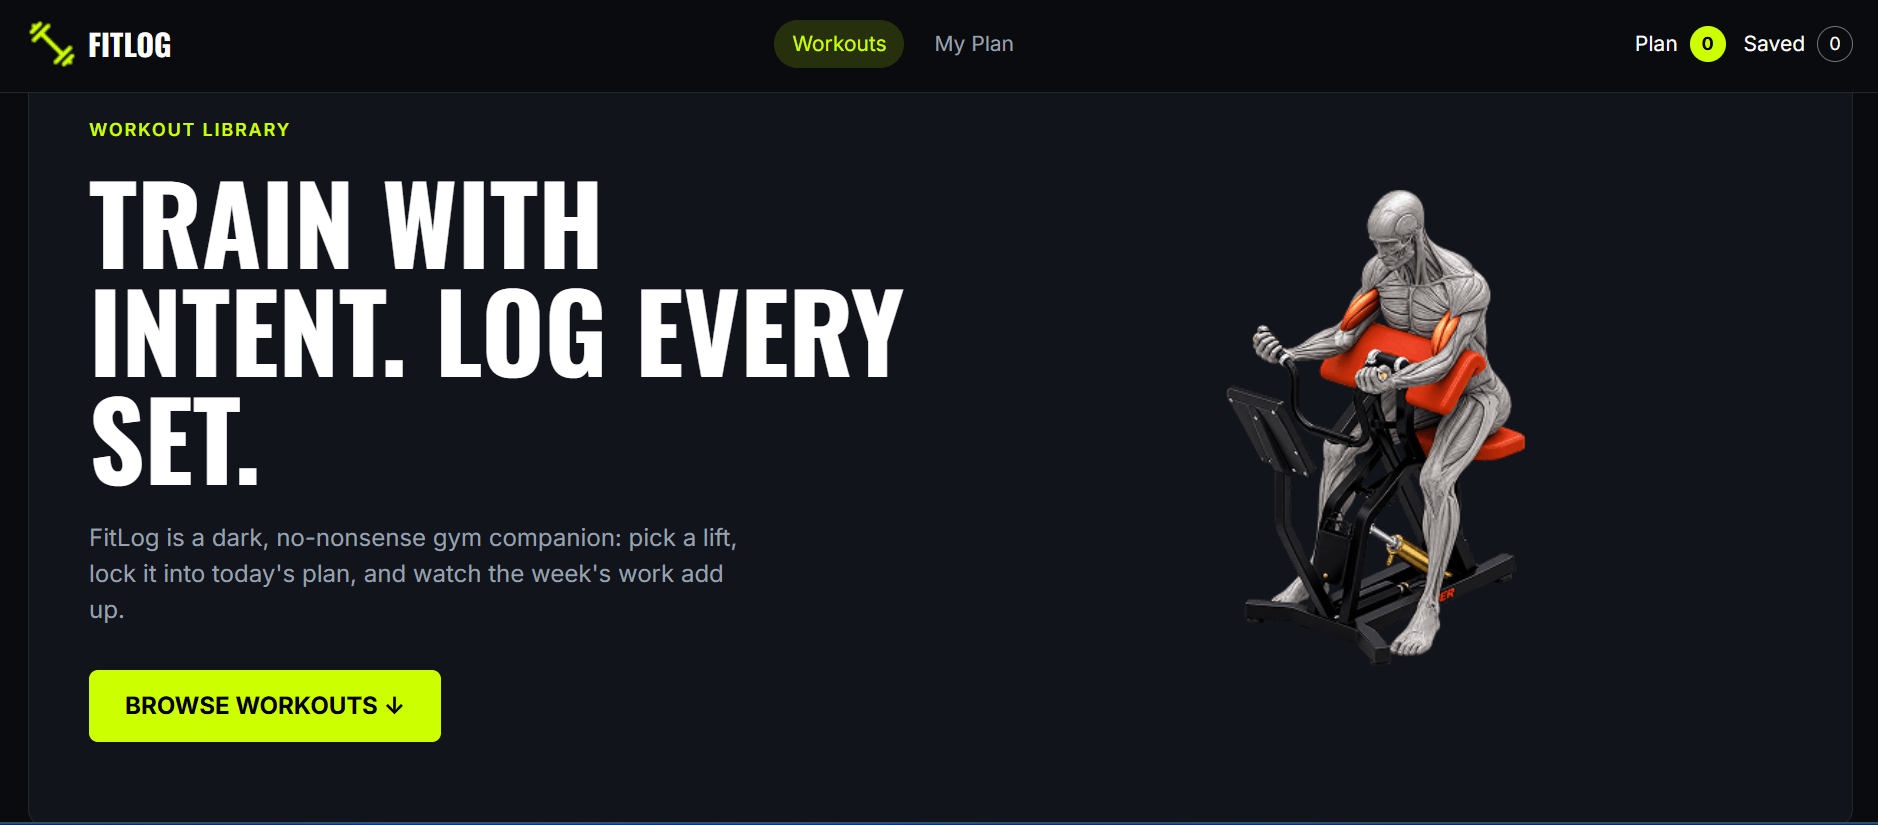 FITLOG
Workouts
My Plan
Plan 0
Saved 0
WORKOUT LIBRARY
TRAIN WITH
INTENT. LOG EVERY
SET.
FitLog is a dark, no-nonsense gym companion: pick a lift,
lock it into today's plan, and watch the week's work add
up.
BROWSE WORKOUTS ↓